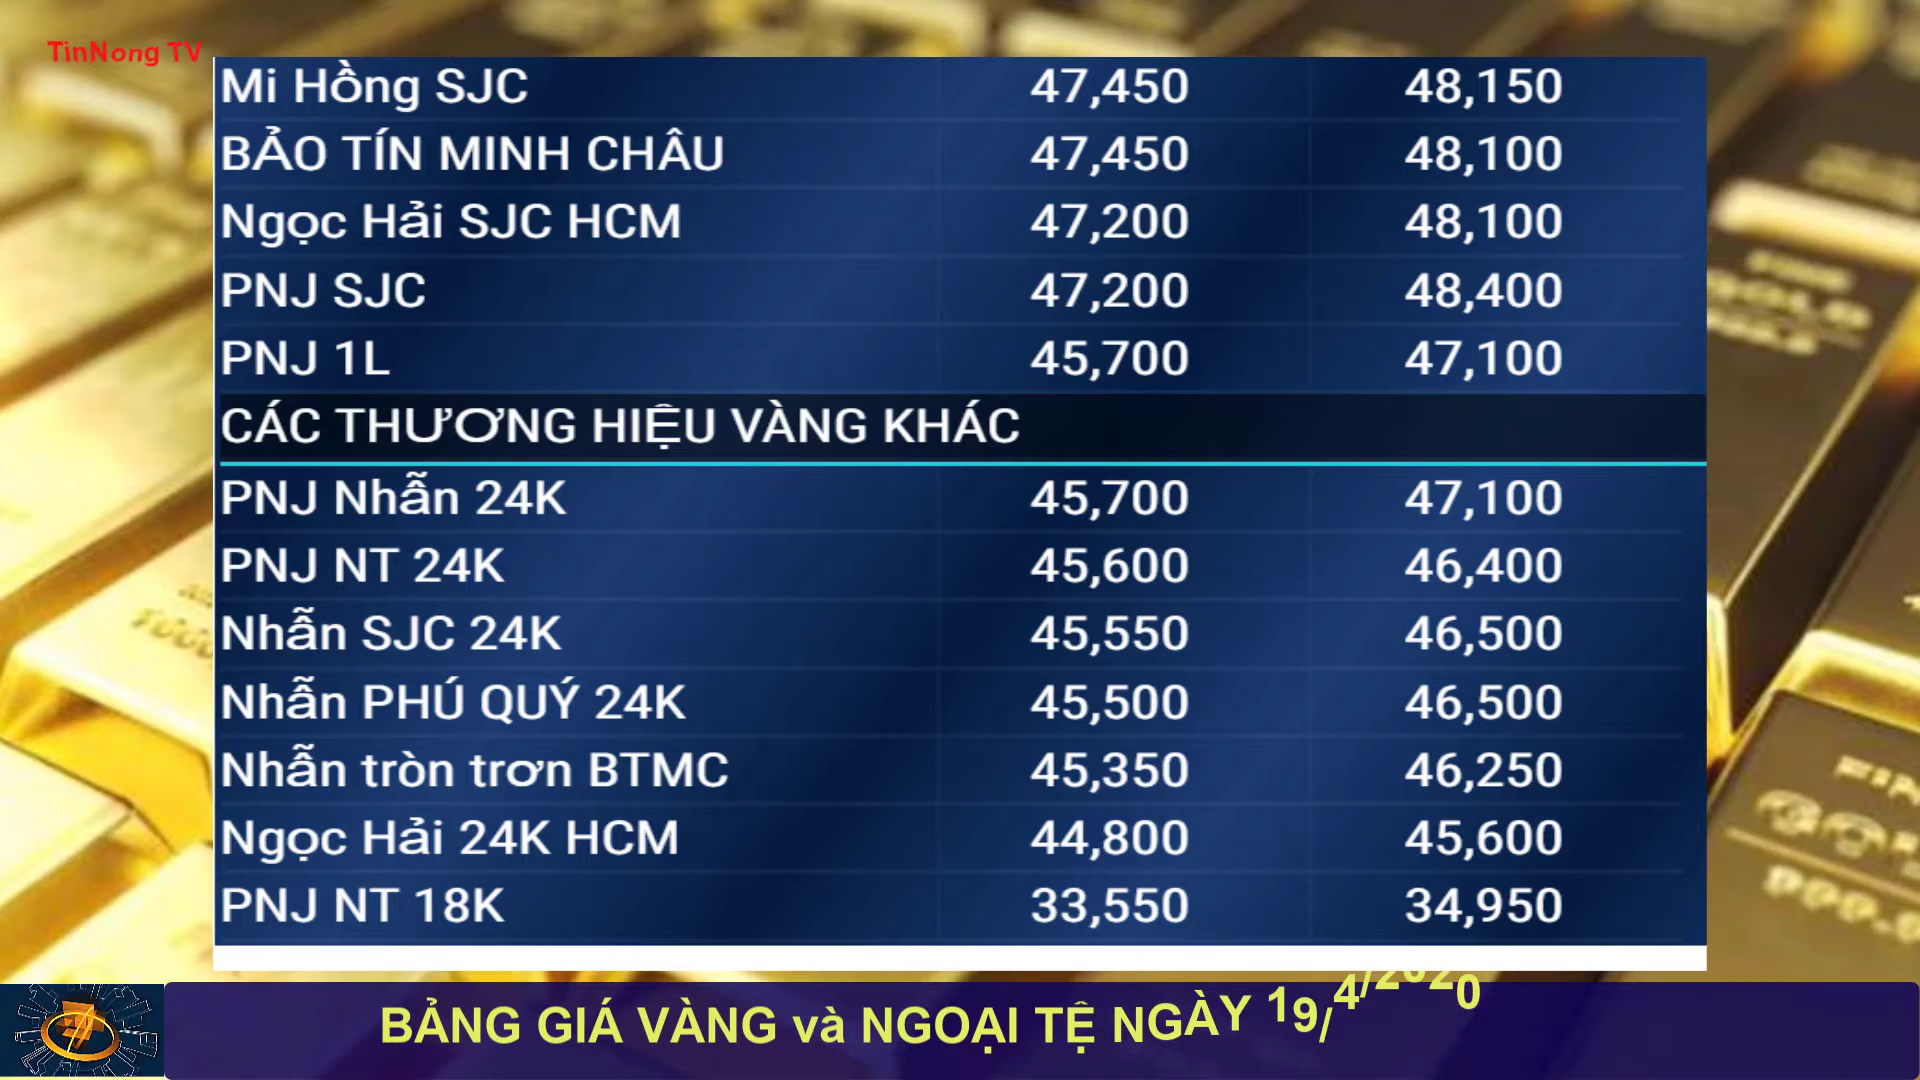 TinNong TV
Mi Hồng SJC 47,450 48,150
BẢO TÍN MINH CHÂU 47,450 48,100
Ngọc Hải SJC HCM 47,200 48,100
PNJ SJC 47,200 48,400
PNJ 1L 45,700 47,100
CÁC THƯƠNG HIỆU VÀNG KHÁC
PNJ Nhẫn 24K 45,700 47,100
PNJ NT 24K 45,600 46,400
Nhẫn SJC 24K 45,550 46,500
Nhẫn PHÚ QUÝ 24K 45,500 46,500
Nhẫn tròn trơn BTMC 45,350 46,250
Ngọc Hải 24K HCM 44,800 45,600
PNJ NT 18K 33,550 34,950
BẢNG GIÁ VÀNG và NGOẠI TỆ NGÀY 19/4/2020